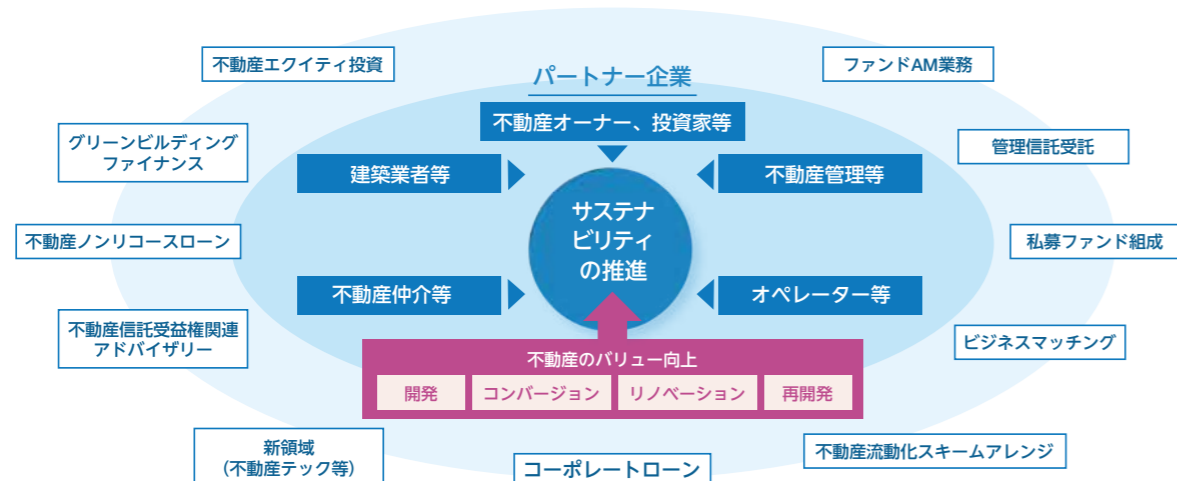 不動産エクイティ投資
ファンドAM業務
パートナー企業
不動産オーナー、投資家等
グリーンビルディング
ファイナンス
管理信託受託
建築業者等
不動産管理等
サステナ
ビリティ
の推進
不動産ノンリコースローン
私募ファンド組成
不動産仲介等
オペレーター等
不動産信託受益権関連
アドバイザリー
ビジネスマッチング
不動産のバリュー向上
開発
コンバージョン
リノベーション
再開発
新領域
(不動産テック等)
コーポレートローン
不動産流動化スキームアレンジ